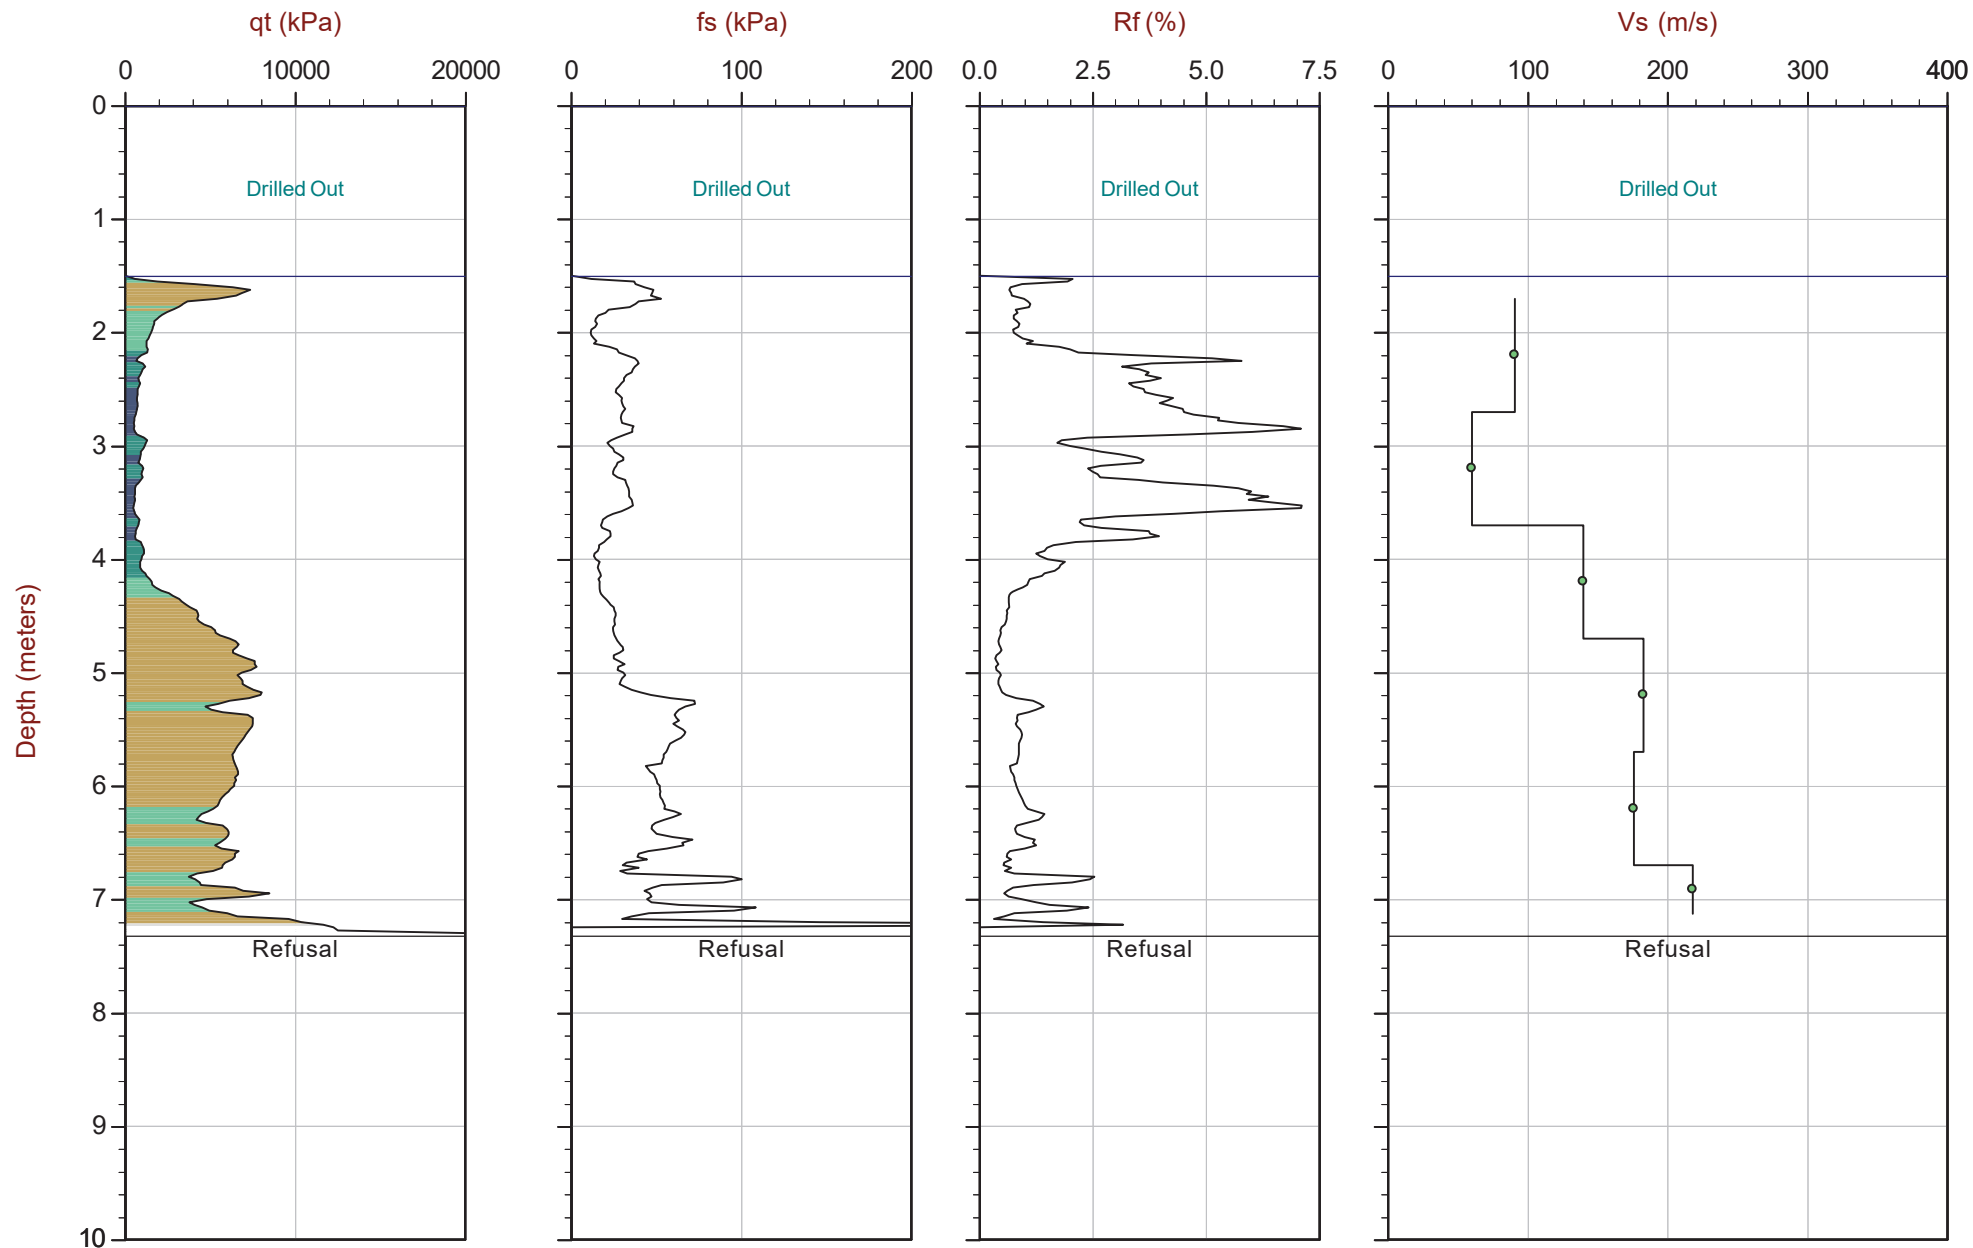 qt (kPa) fs (kPa) Rf (%) Vs (m/s)
0 10000 20000 0 100 200 0.0 2.5 5.0 7.5 0 100 200 300 400
0
Drilled Out Drilled Out Drilled Out Drilled Out
1
2
3
4
Depth (meters)
5
6
7
Refusal Refusal Refusal Refusal
8
9
10